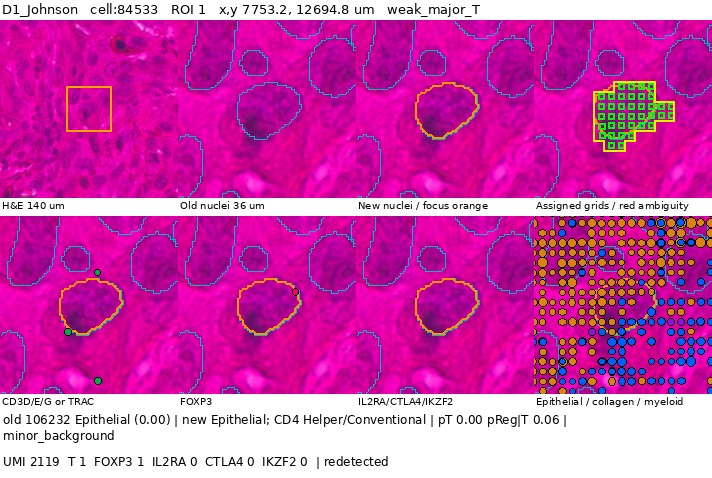 D1_Johnson   cell:84533   ROI 1   x,y 7753.2, 12694.8 um   weak_major_T
H&E 140 um
Old nuclei 36 um
New nuclei / focus orange
Assigned grids / red ambiguity
CD3D/E/G or TRAC
FOXP3
IL2RA/CTLA4/IKZF2
Epithelial / collagen / myeloid
old 106232 Epithelial (0.00) | new Epithelial; CD4 Helper/Conventional | pT 0.00 pReg|T 0.06 |
minor_background
UMI 2119  T 1  FOXP3 1  IL2RA 0  CTLA4 0  IKZF2 0  | redetected